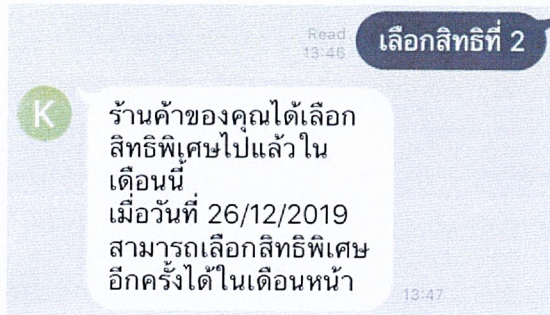 Read
13:46
เลือกสิทธิที่ 2
K
ร้านค้าของคุณได้เลือก
สิทธิพิเศษไปแล้วใน
เดือนนี้
เมื่อวันที่ 26/12/2019
สามารถเลือกสิทธิพิเศษ
อีกครั้งได้ในเดือนหน้า
13:47